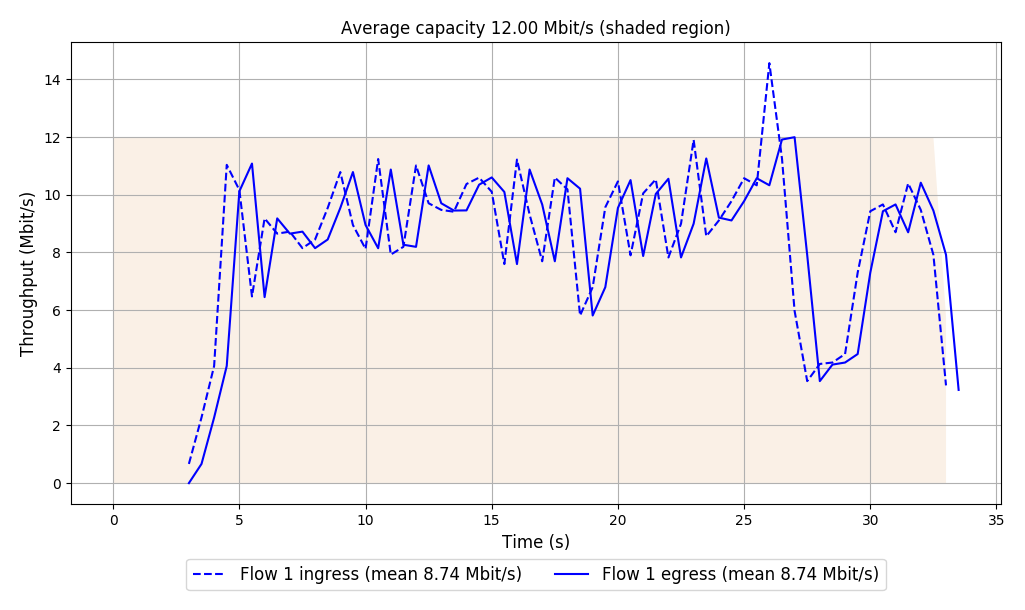 Average capacity 12.00 Mbit/s (shaded region)
Throughput (Mbit/s)
14
12
10
8
6
4
2
0
0 5 10 15 20 25 30 35
Time (s)
Flow 1 ingress (mean 8.74 Mbit/s) Flow 1 egress (mean 8.74 Mbit/s)